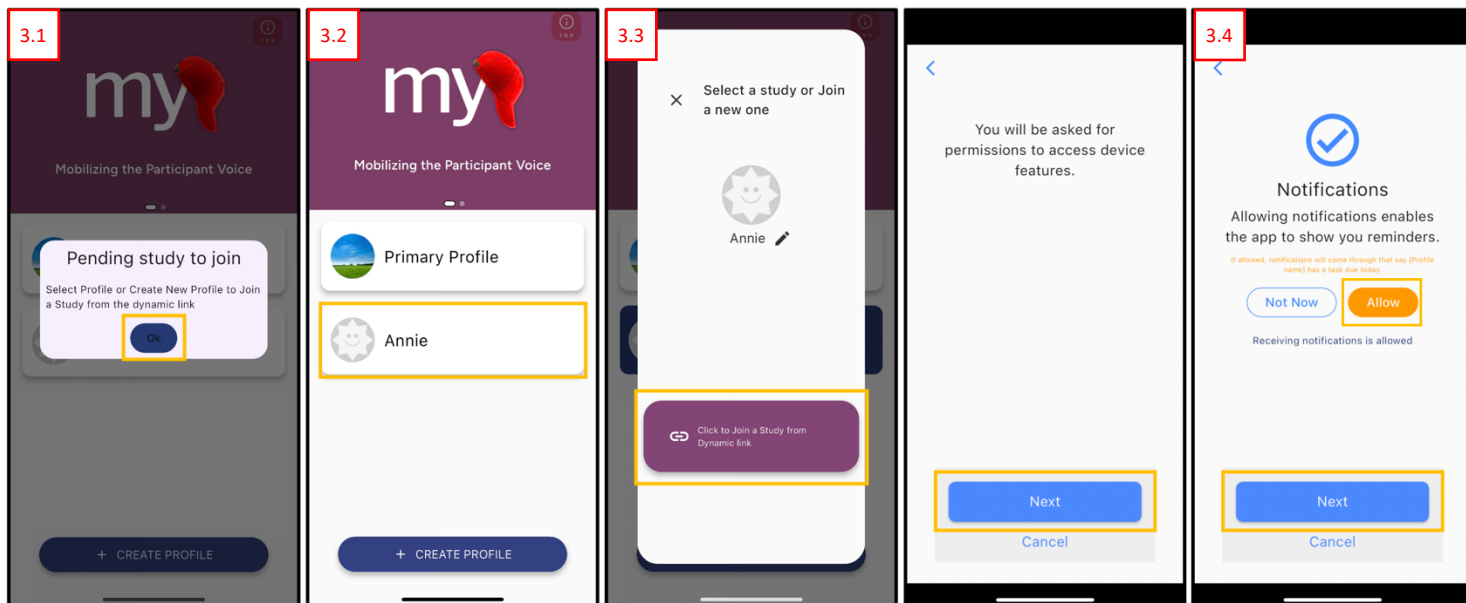 3.1
my
Mobilizing the Participant Voice
Pending study to join
Select Profile or Create New Profile to Join
a Study from the dynamic link
Ok
+ CREATE PROFILE
3.2
my
Mobilizing the Participant Voice
Primary Profile
Annie
+ CREATE PROFILE
3.3
Select a study or Join
a new one
Annie
Click to Join a Study from
Dynamic link
You will be asked for
permissions to access device
features.
Next
Cancel
3.4
Notifications
Allowing notifications enables
the app to show you reminders.
If allowed, notifications will come through that say [Profile
name] has a task due today.
Not Now
Allow
Receiving notifications is allowed
Next
Cancel